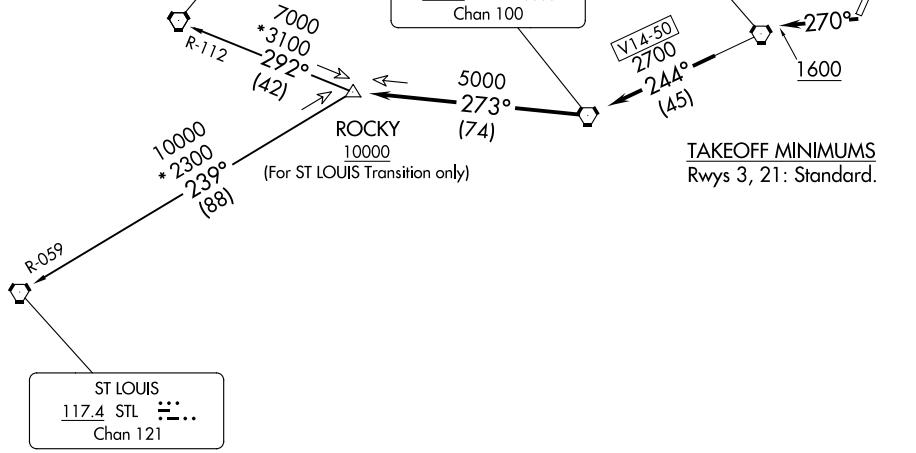 Chan 100
7000
*3100
292°
(42)
R-112
5000
273°
(74)
V14-50
2700
244°
(45)
270°
1600
ROCKY
10000
(For ST LOUIS Transition only)
TAKEOFF MINIMUMS
Rwys 3, 21: Standard.
10000
*2300
239°
(88)
R-059
ST LOUIS
117.4 STL
Chan 121